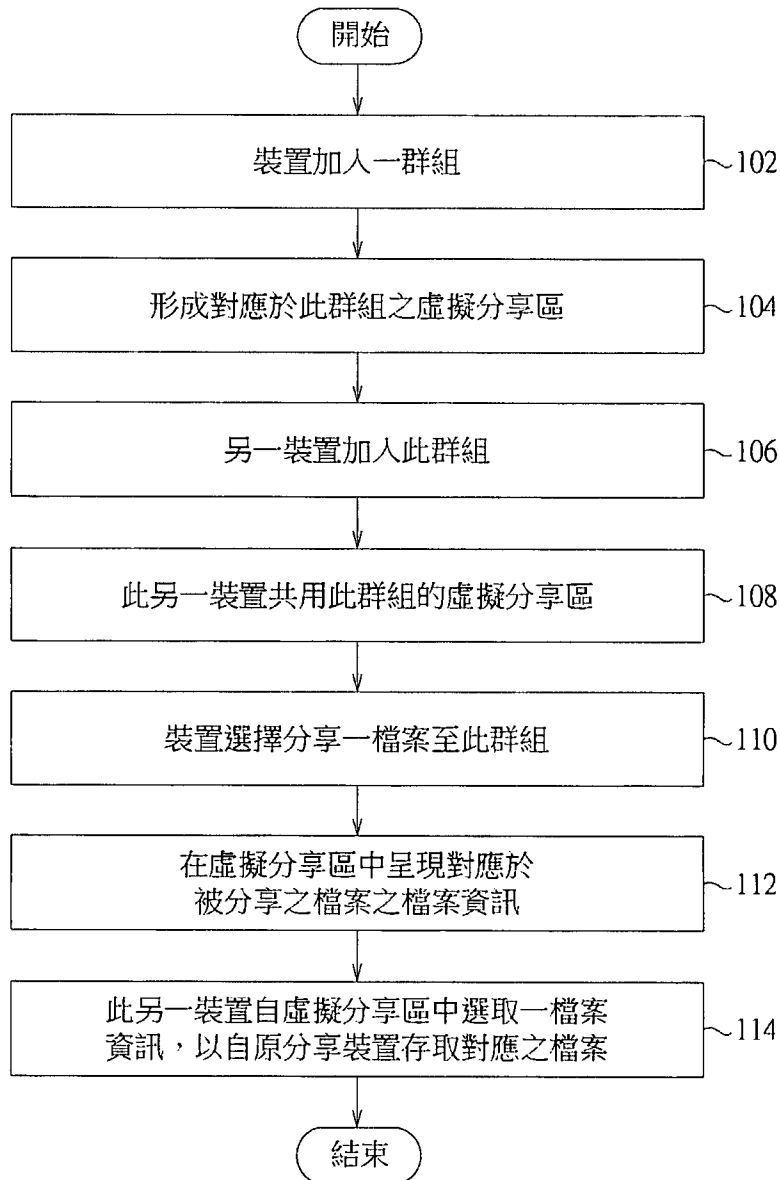 開始
裝置加入一群組
102
形成對應於此群組之虛擬分享區
104
另一裝置加入此群組
106
此另一裝置共用此群組的虛擬分享區
108
裝置選擇分享一檔案至此群組
110
在虛擬分享區中呈現對應於
被分享之檔案之檔案資訊
112
此另一裝置自虛擬分享區中選取一檔案
資訊，以自原分享裝置存取對應之檔案
114
結束